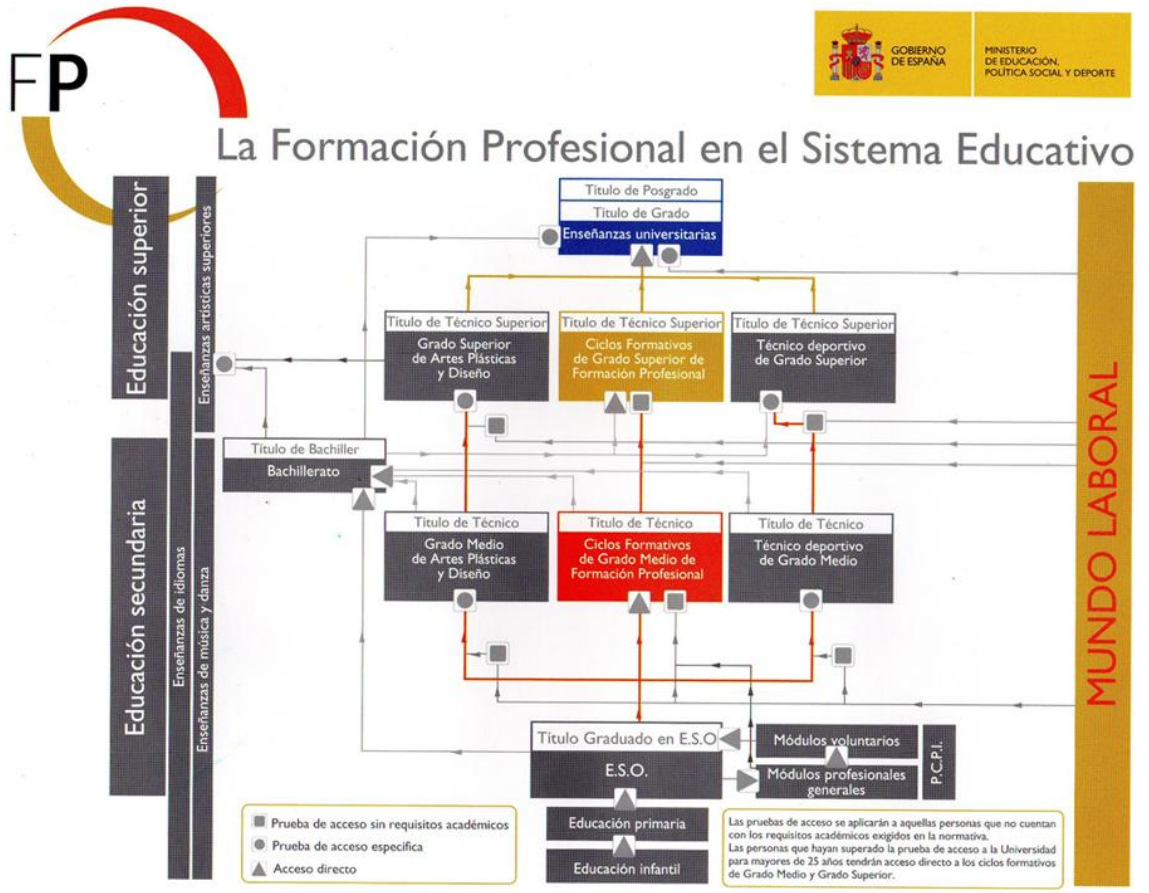 FP
GOBIERNO
DE ESPAÑA
MINISTERIO
DE EDUCACIÓN,
POLÍTICA SOCIAL Y DEPORTE
La Formación Profesional en el Sistema Educativo
Educación superior
Enseñanzas artísticas superiores
Educación secundaria
Enseñanzas de idiomas
Enseñanzas de música y danza
MUNDO LABORAL
Título de Posgrado
Título de Grado
Enseñanzas universitarias
Título de Técnico Superior
Grado Superior
de Artes Plásticas
y Diseño
Título de Técnico Superior
Ciclos Formativos
de Grado Superior de
Formación Profesional
Título de Técnico Superior
Técnico deportivo
de Grado Superior
Título de Bachiller
Bachillerato
Título de Técnico
Grado Medio
de Artes Plásticas
y Diseño
Título de Técnico
Ciclos Formativos
de Grado Medio de
Formación Profesional
Título de Técnico
Técnico deportivo
de Grado Medio
Título Graduado en E.S.O
E.S.O.
Módulos voluntarios
Módulos profesionales
generales
P.C.P.I.
Educación primaria
Educación infantil
Prueba de acceso sin requisitos académicos
Prueba de acceso específica
Acceso directo
Las pruebas de acceso se aplicarán a aquellas personas que no cuentan
con los requisitos académicos exigidos en la normativa.
Las personas que hayan superado la prueba de acceso a la Universidad
para mayores de 25 años tendrán acceso directo a los ciclos formativos
de Grado Medio y Grado Superior.